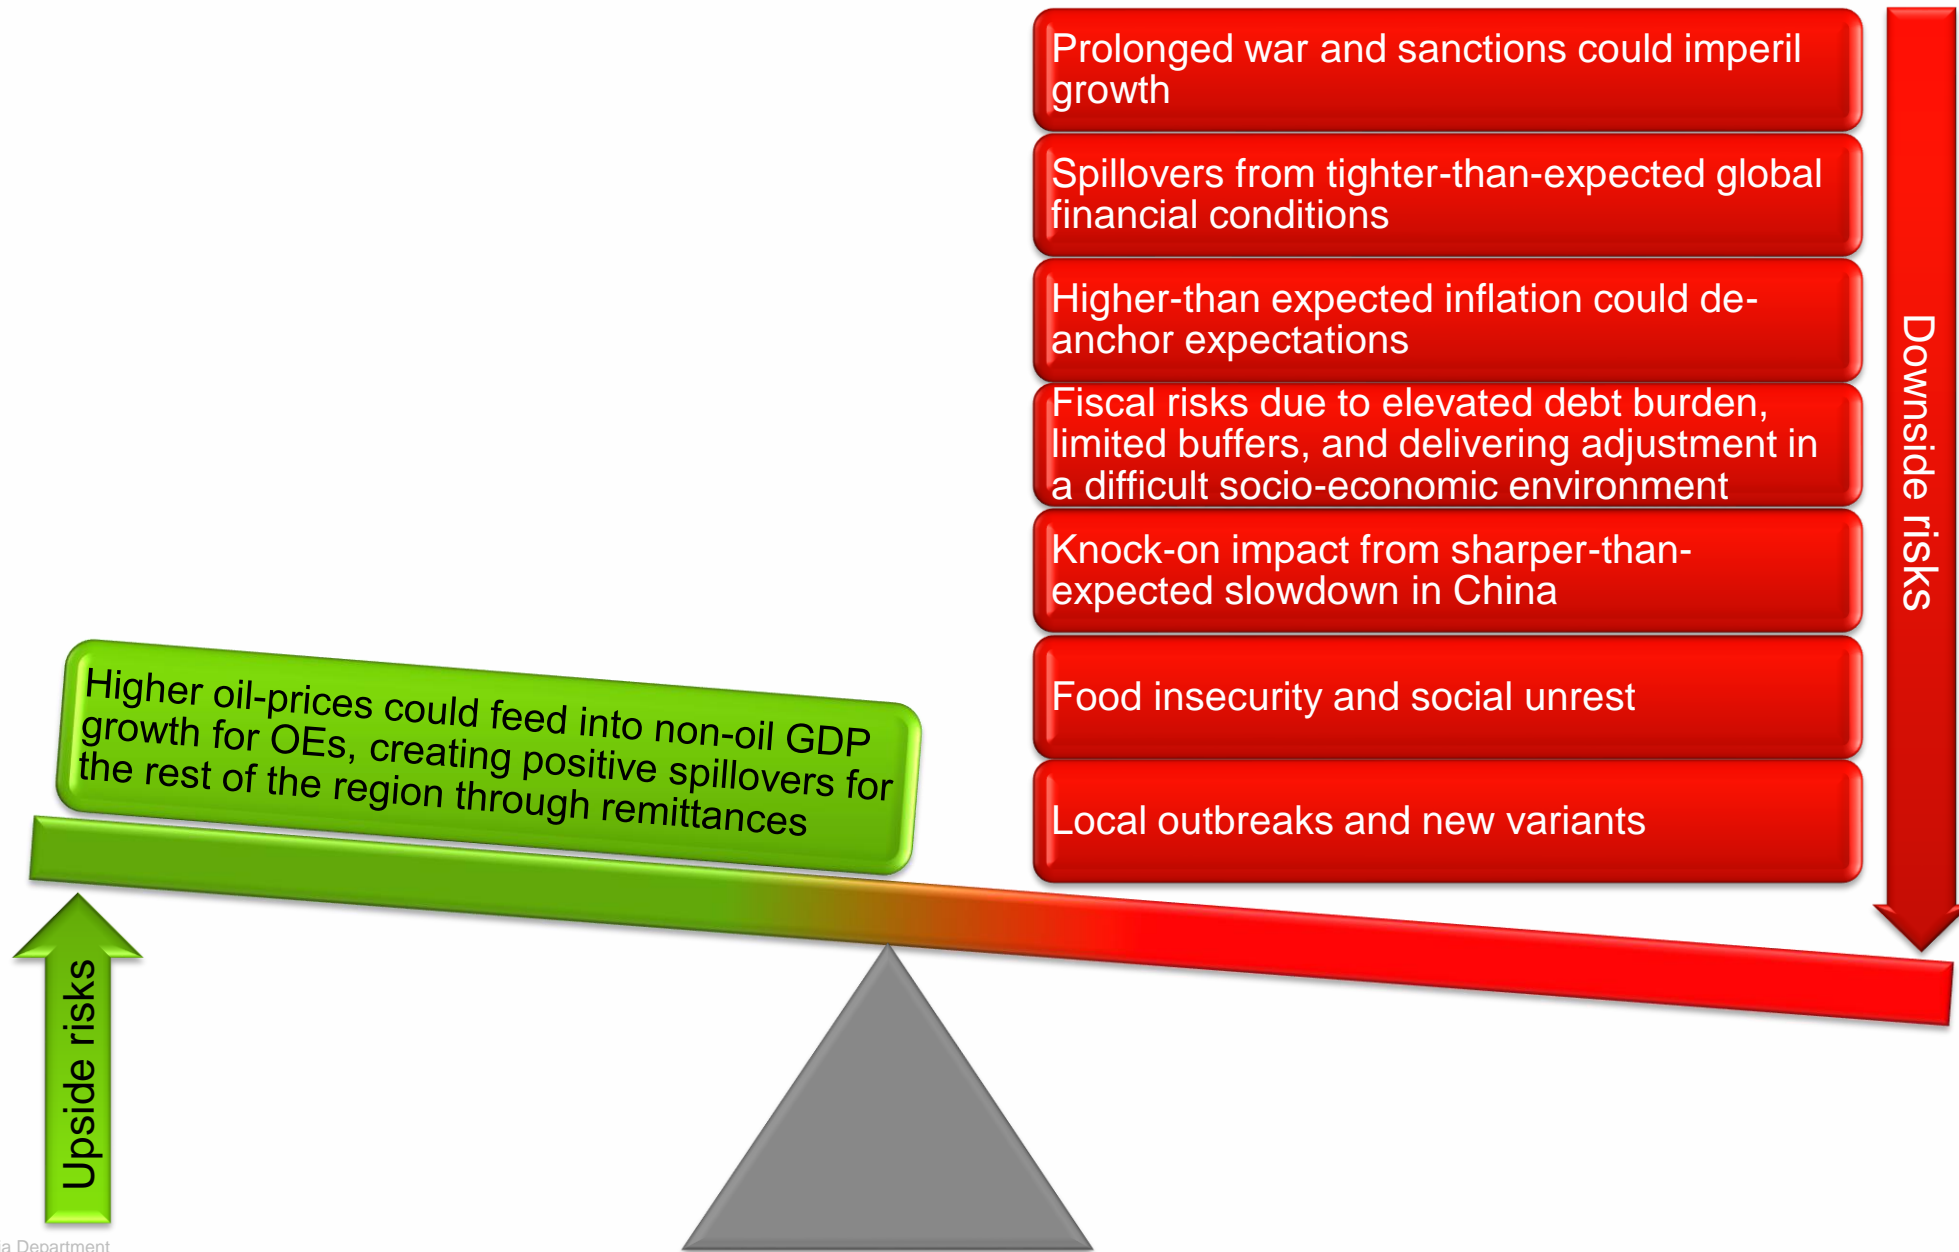 Prolonged war and sanctions could imperil
growth
Spillovers from tighter-than-expected global
financial conditions
Higher-than expected inflation could de-
anchor expectations
Fiscal risks due to elevated debt burden,
limited buffers, and delivering adjustment in
a difficult socio-economic environment
Knock-on impact from sharper-than-
expected slowdown in China
Food insecurity and social unrest
Local outbreaks and new variants
Downside risks
Higher oil-prices could feed into non-oil GDP
growth for OEs, creating positive spillovers for
the rest of the region through remittances
Upside risks
Department